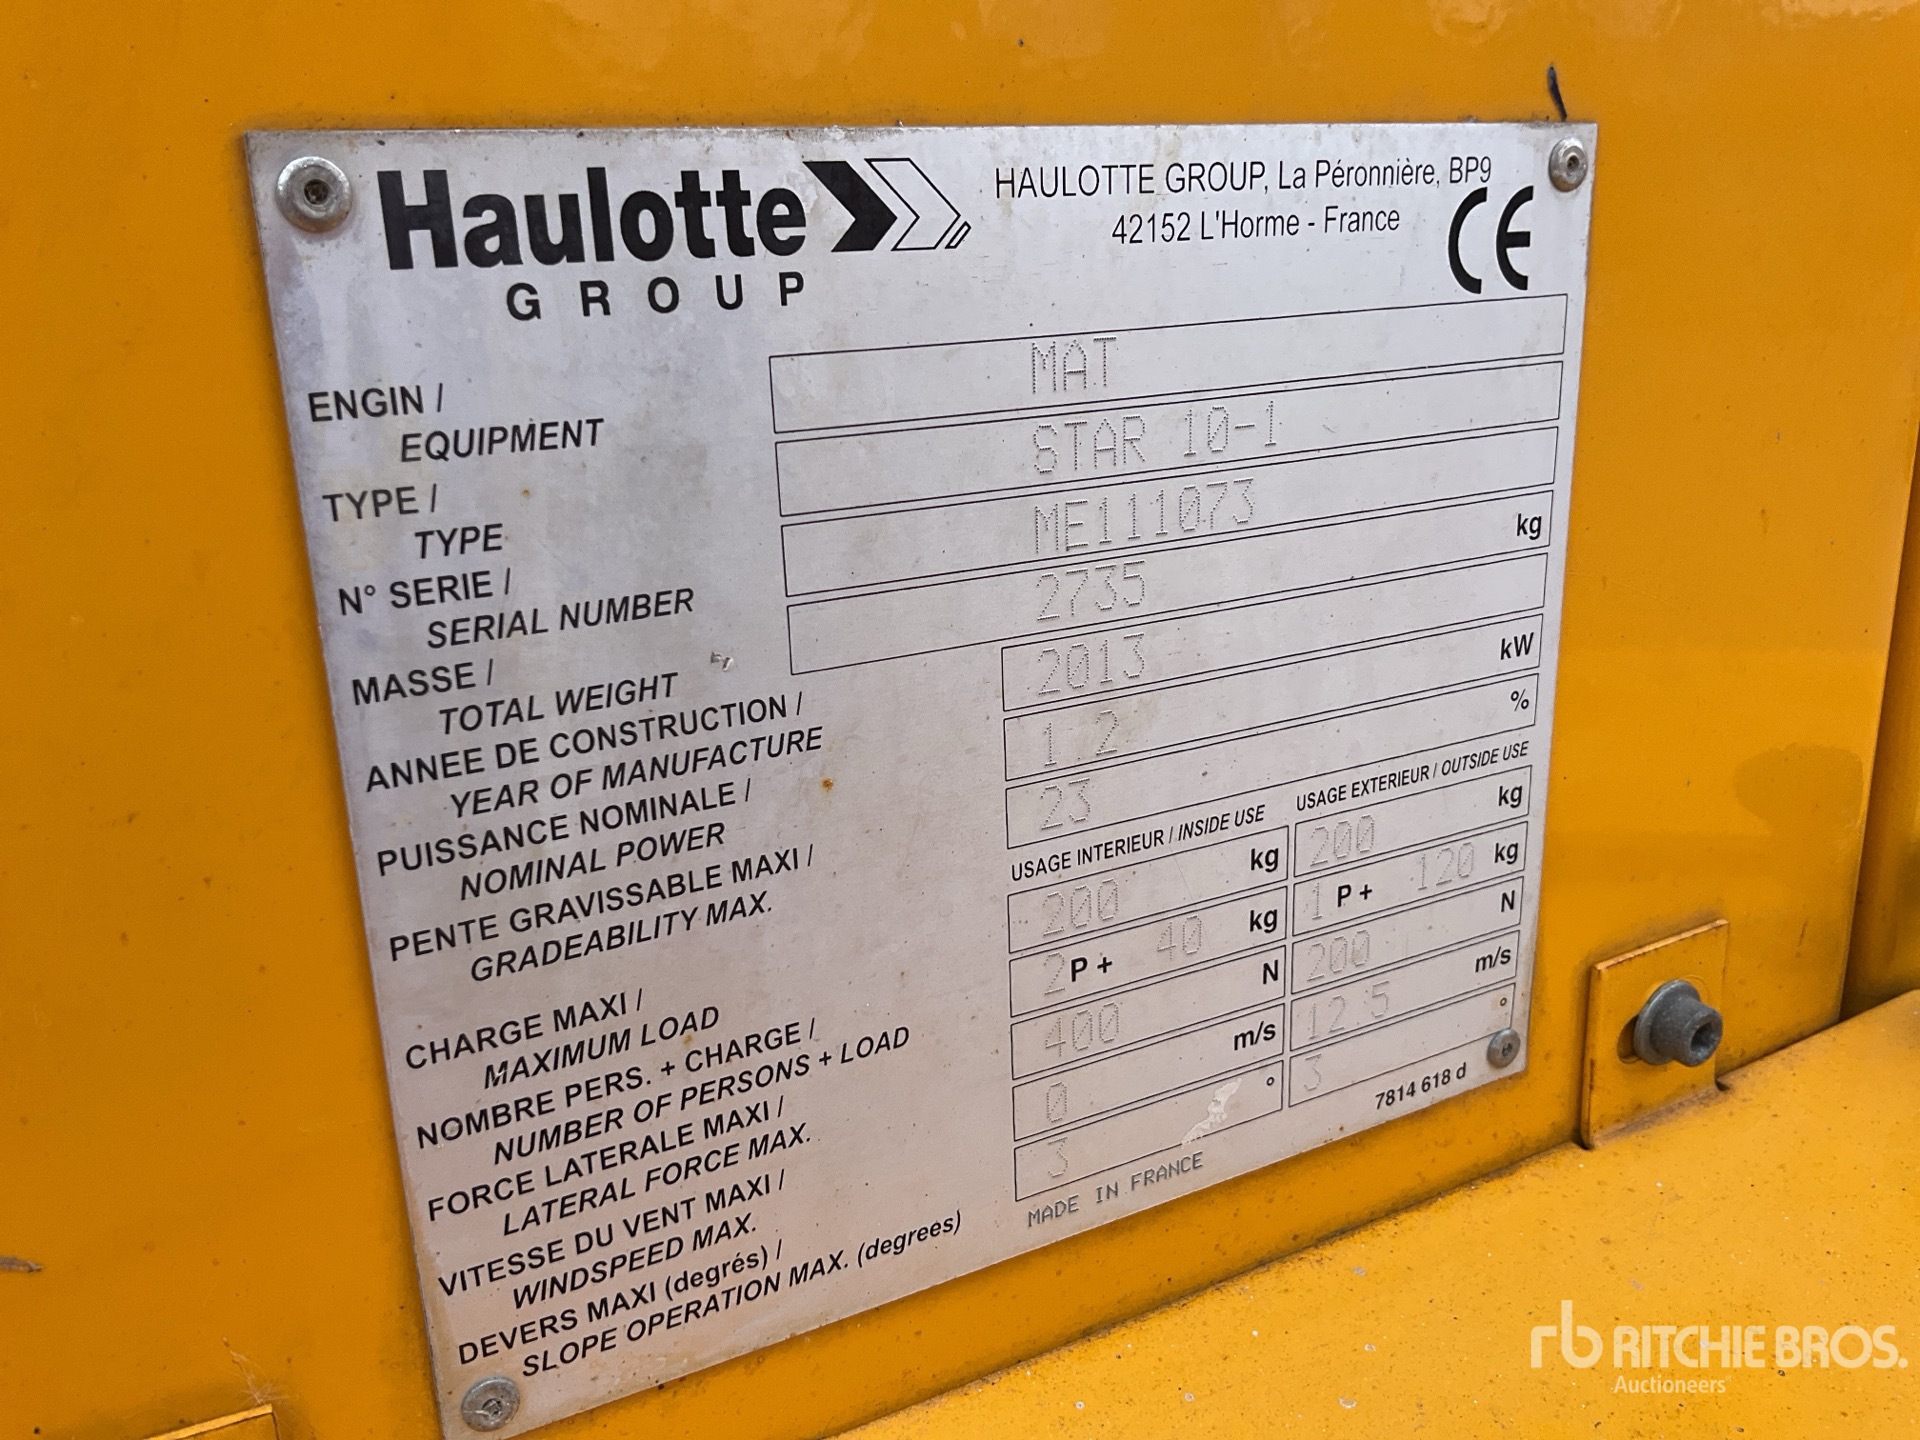 Haulotte
GROUP
HAULOTTE GROUP, La Péronnière, BP9
42152 L'Horme - France
CE
ENGIN /
EQUIPMENT
MAT
TYPE /
TYPE
STAR 10-1
N° SERIE /
SERIAL NUMBER
ME111073
MASSE /
TOTAL WEIGHT
2735 kg
ANNEE DE CONSTRUCTION /
YEAR OF MANUFACTURE
2013
PUISSANCE NOMINALE /
NOMINAL POWER
1.2 kW
PENTE GRAVISSABLE MAXI /
GRADEABILITY MAX.
23 %
USAGE INTERIEUR / INSIDE USE USAGE EXTERIEUR / OUTSIDE USE
CHARGE MAXI /
MAXIMUM LOAD
200 kg 200 kg
NOMBRE PERS. + CHARGE /
NUMBER OF PERSONS + LOAD
2 P + 40 kg 1 P + 120 kg
FORCE LATERALE MAXI /
LATERAL FORCE MAX.
400 N 200 N
VITESSE DU VENT MAXI /
WINDSPEED MAX.
0 m/s 12.5 m/s
DEVERS MAXI (degrés) /
SLOPE OPERATION MAX. (degrees)
3 ° 3 °
MADE IN FRANCE
7814 618 d
rb RITCHIE BROS.
Auctioneers